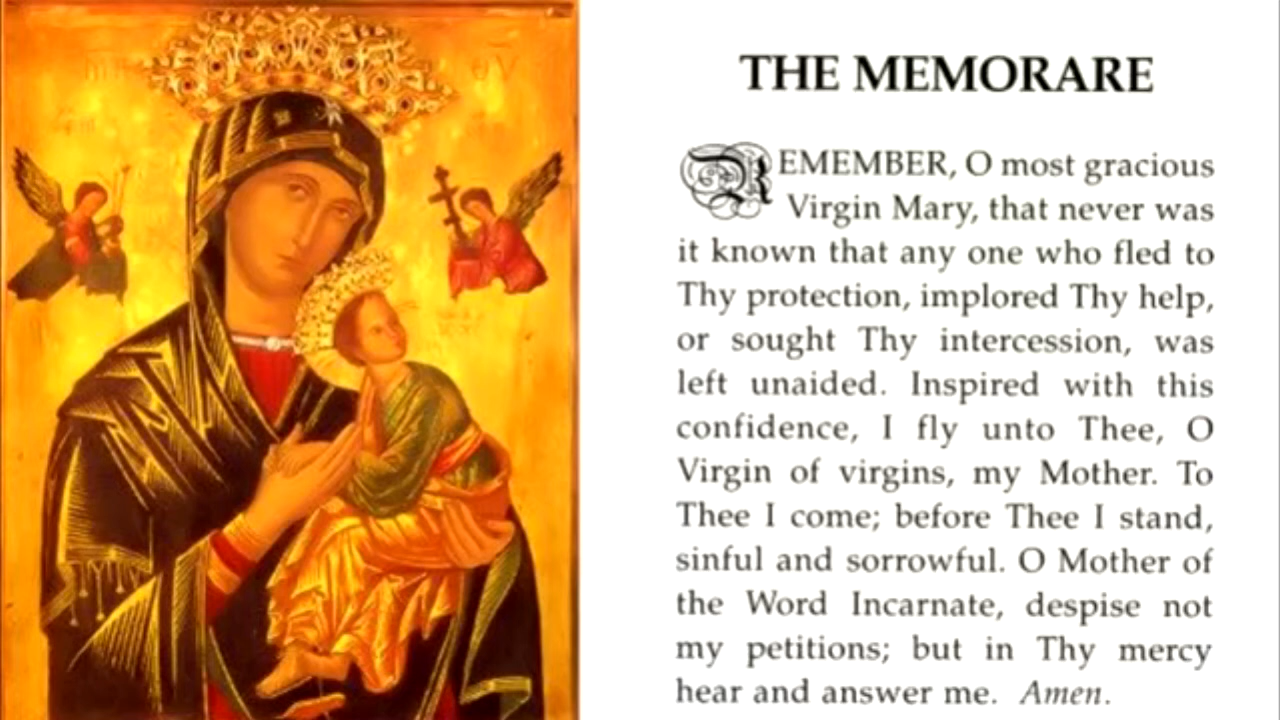 THE MEMORARE
REMEMBER, O most gracious
Virgin Mary, that never was
it known that any one who fled to
Thy protection, implored Thy help,
or sought Thy intercession, was
left unaided. Inspired with this
confidence, I fly unto Thee, O
Virgin of virgins, my Mother. To
Thee I come; before Thee I stand,
sinful and sorrowful. O Mother of
the Word Incarnate, despise not
my petitions; but in Thy mercy
hear and answer me. Amen.